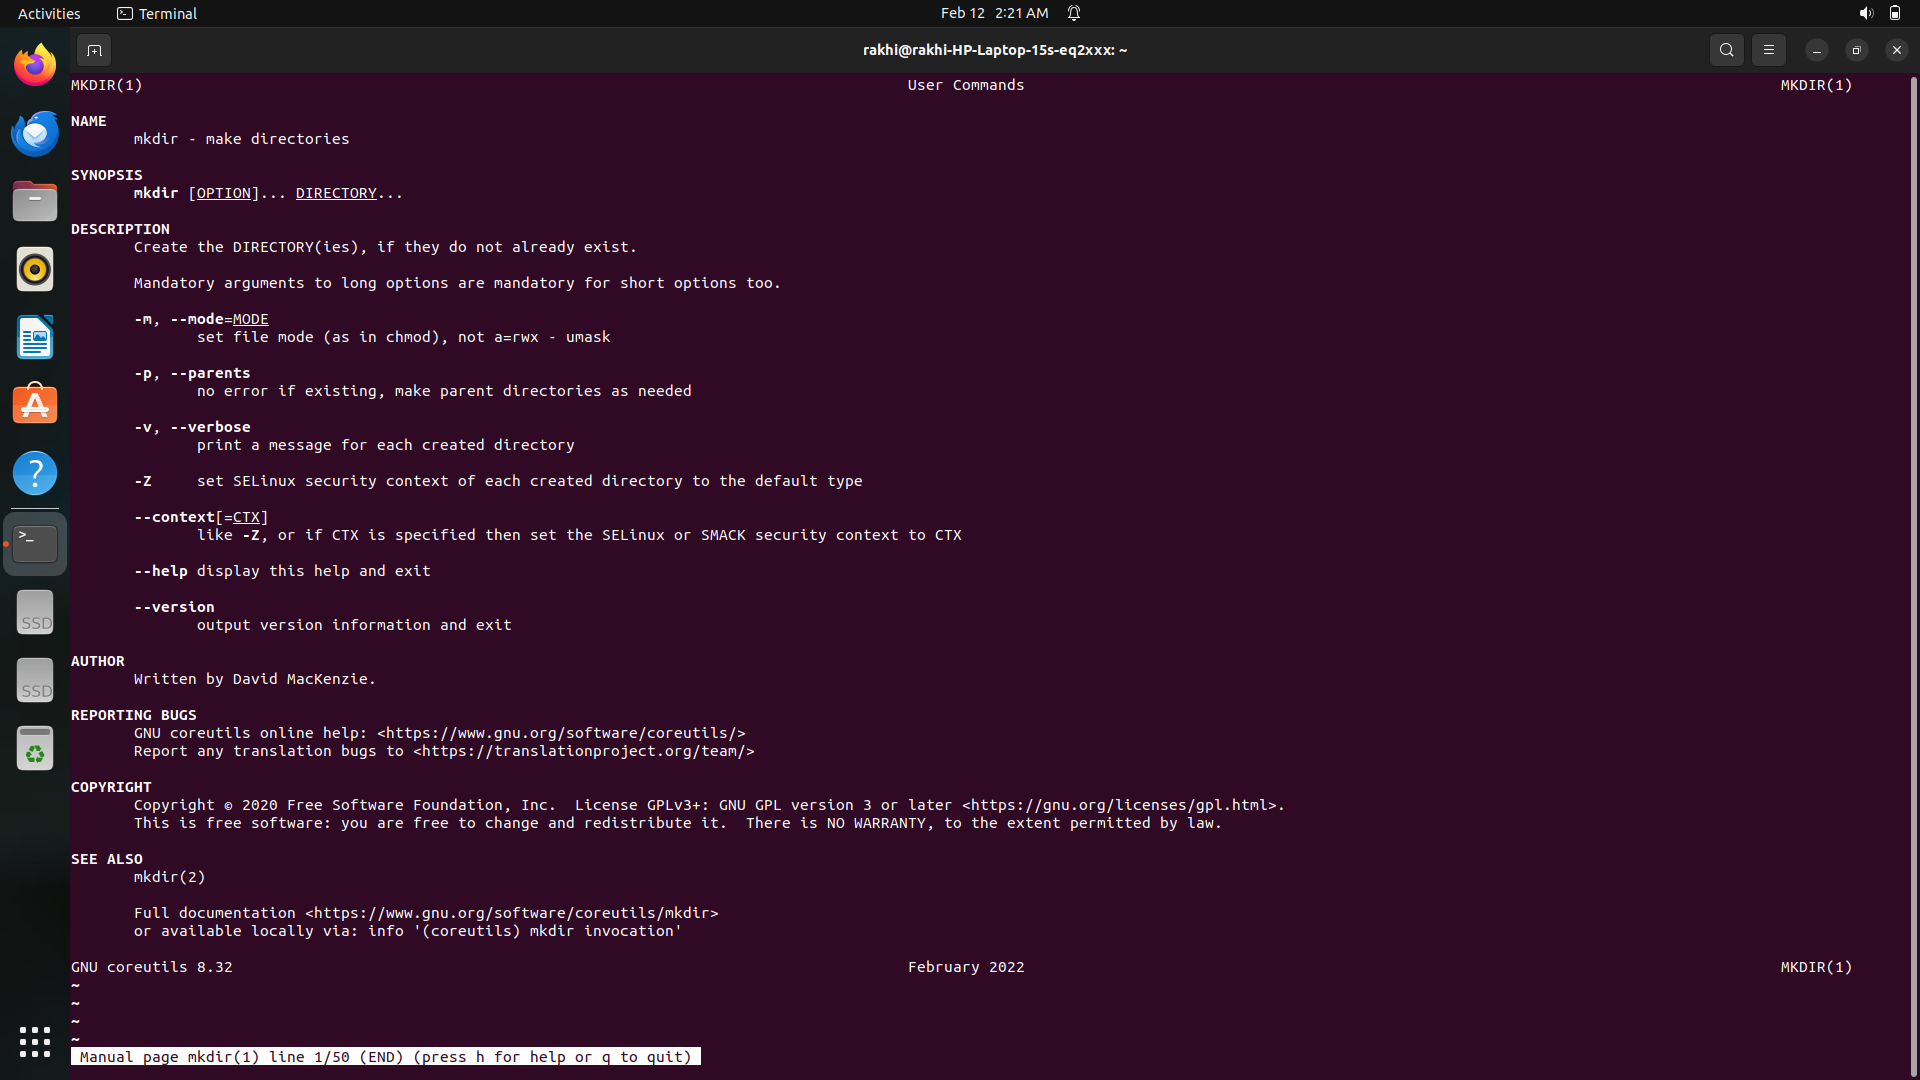 Activities Terminal Feb 12 2:21 AM
rakhi@rakhi-HP-Laptop-15s-eq2xxx: ~
MKDIR(1) User Commands MKDIR(1)
NAME
mkdir - make directories
SYNOPSIS
mkdir [OPTION]... DIRECTORY...
DESCRIPTION
Create the DIRECTORY(ies), if they do not already exist.
Mandatory arguments to long options are mandatory for short options too.
-m, --mode=MODE
set file mode (as in chmod), not a=rwx - umask
-p, --parents
no error if existing, make parent directories as needed
-v, --verbose
print a message for each created directory
-Z set SELinux security context of each created directory to the default type
--context[=CTX]
like -Z, or if CTX is specified then set the SELinux or SMACK security context to CTX
--help display this help and exit
--version
output version information and exit
AUTHOR
Written by David MacKenzie.
REPORTING BUGS
GNU coreutils online help: <https://www.gnu.org/software/coreutils/>
Report any translation bugs to <https://translationproject.org/team/>
COPYRIGHT
Copyright © 2020 Free Software Foundation, Inc. License GPLv3+: GNU GPL version 3 or later <https://gnu.org/licenses/gpl.html>.
This is free software: you are free to change and redistribute it. There is NO WARRANTY, to the extent permitted by law.
SEE ALSO
mkdir(2)
Full documentation <https://www.gnu.org/software/coreutils/mkdir>
or available locally via: info '(coreutils) mkdir invocation'
GNU coreutils 8.32 February 2022 MKDIR(1)
~
~
~
~
Manual page mkdir(1) line 1/50 (END) (press h for help or q to quit)
?
>_
SSD
SSD